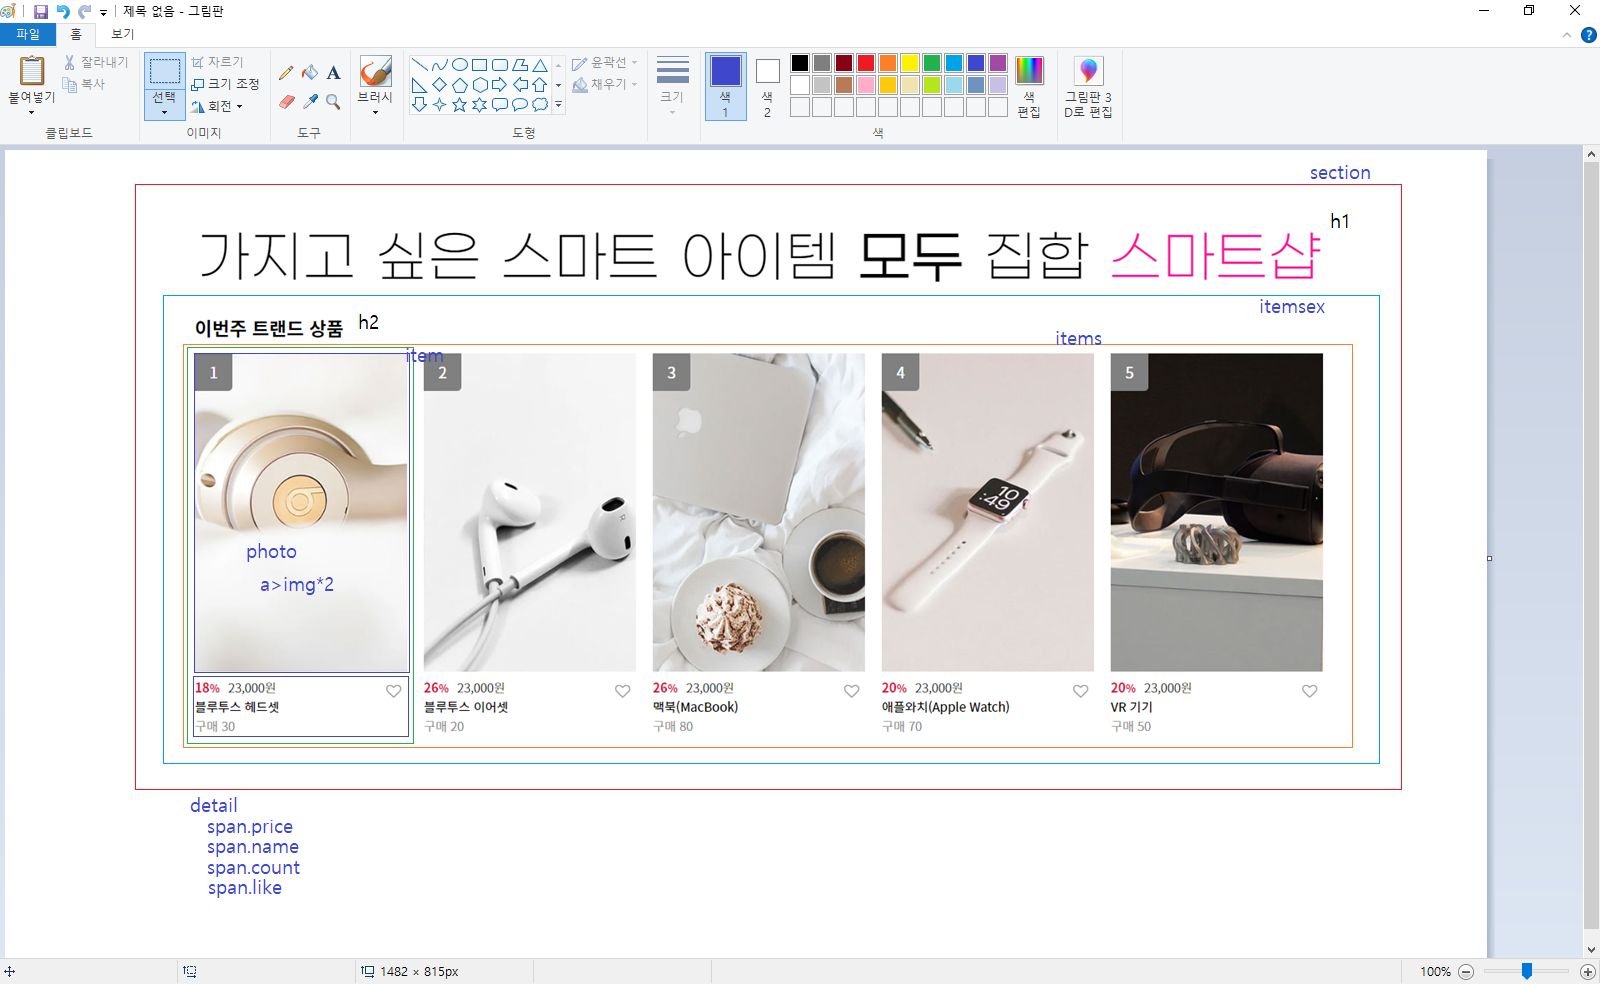 제목 없음 - 그림판
파일 홈 보기
붙여넣기
잘라내기
복사
클립보드
선택
자르기
크기 조정
회전
이미지
A
도구
브러시
윤곽선
채우기
도형
크기
색
1
색
2
색
편집
색
그림판 3
D로 편집
section
h1
가지고 싶은 스마트 아이템 모두 집합 스마트샵
itemsex
이번주 트랜드 상품 h2
items
item
1 2 3 4 5
10
:49
photo
a>img*2
18% 23,000원
블루투스 헤드셋
구매 30
26% 23,000원
블루투스 이어셋
구매 20
26% 23,000원
맥북(MacBook)
구매 80
20% 23,000원
애플와치(Apple Watch)
구매 70
20% 23,000원
VR 기기
구매 50
detail
span.price
span.name
span.count
span.like
1482 × 815px
100%